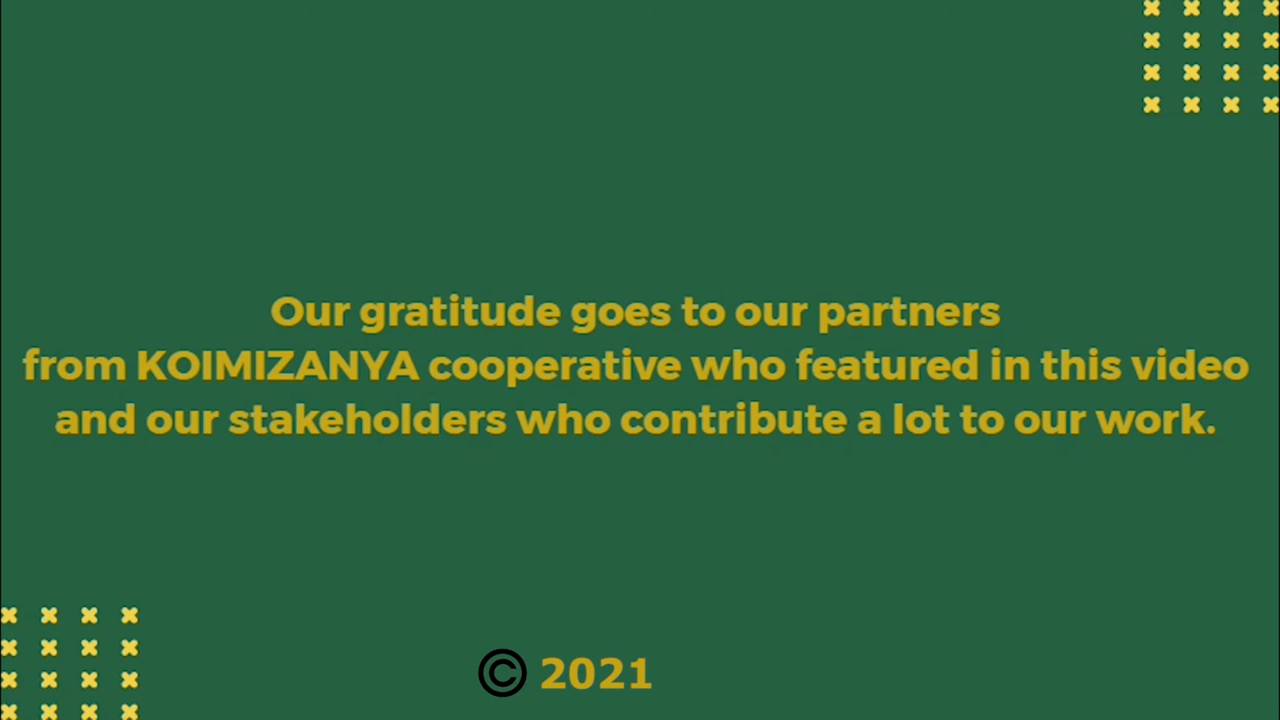 Our gratitude goes to our partners
from KOIMIZANYA cooperative who featured in this video
and our stakeholders who contribute a lot to our work.
© 2021